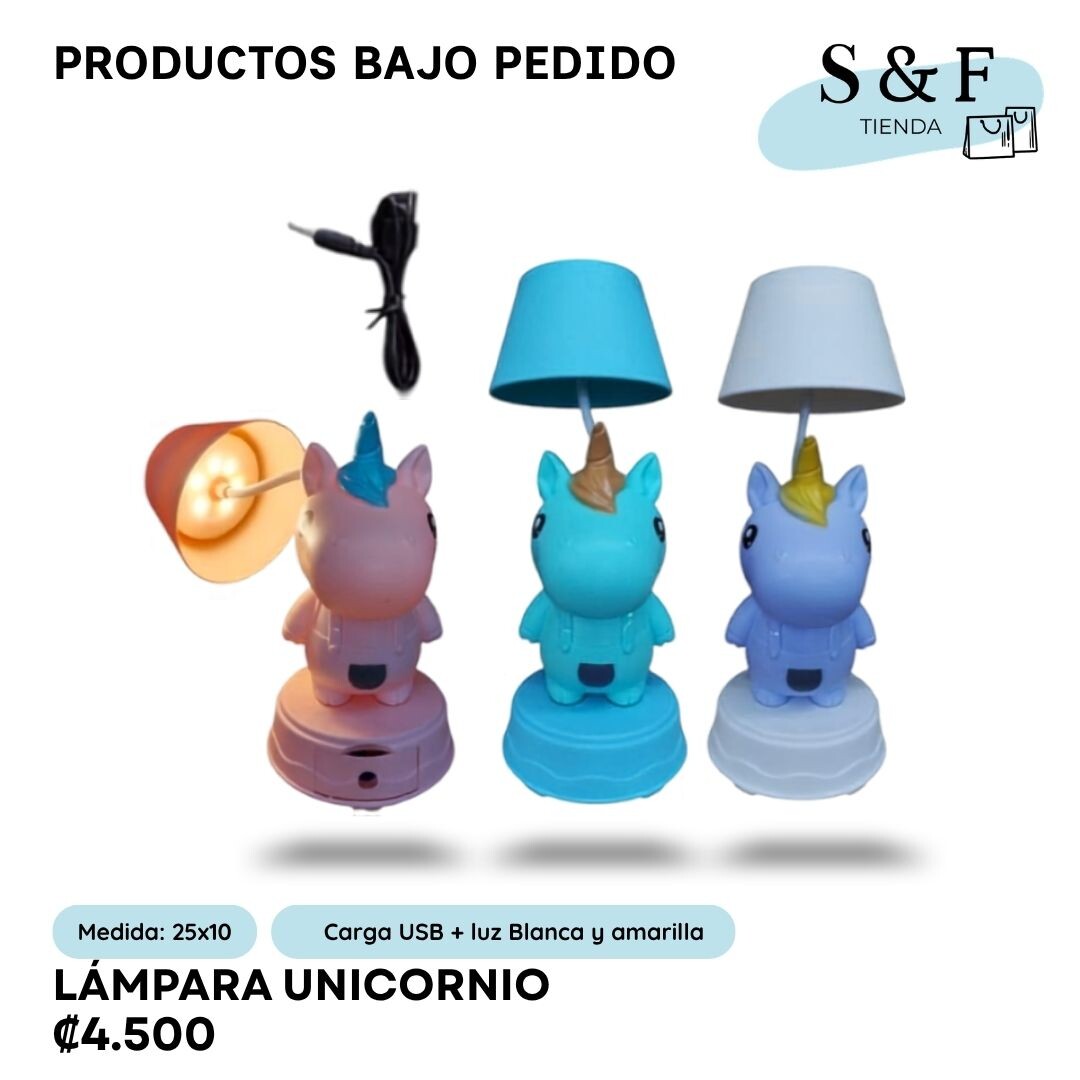 PRODUCTOS BAJO PEDIDO
S & F
TIENDA
Medida: 25x10
Carga USB + luz Blanca y amarilla
LÁMPARA UNICORNIO
₡4.500